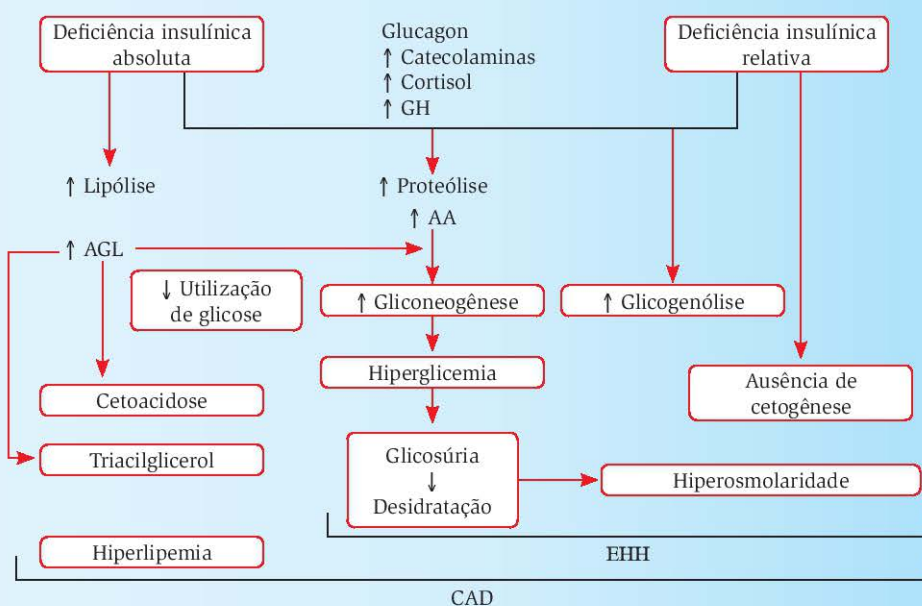 Deficiência insulínica
absoluta
Glucagon
↑ Catecolaminas
↑ Cortisol
↑ GH
Deficiência insulínica
relativa
↑ Lipólise
↑ Proteólise
↑ AA
↑ AGL
↓ Utilização
de glicose
↑ Gliconeogênese
↑ Glicogenólise
Hiperglicemia
Cetoacidose
Ausência de
cetogênese
Triacilglicerol
Glicosúria
↓
Desidratação
Hiperosmolaridade
Hiperlipemia
EHH
CAD